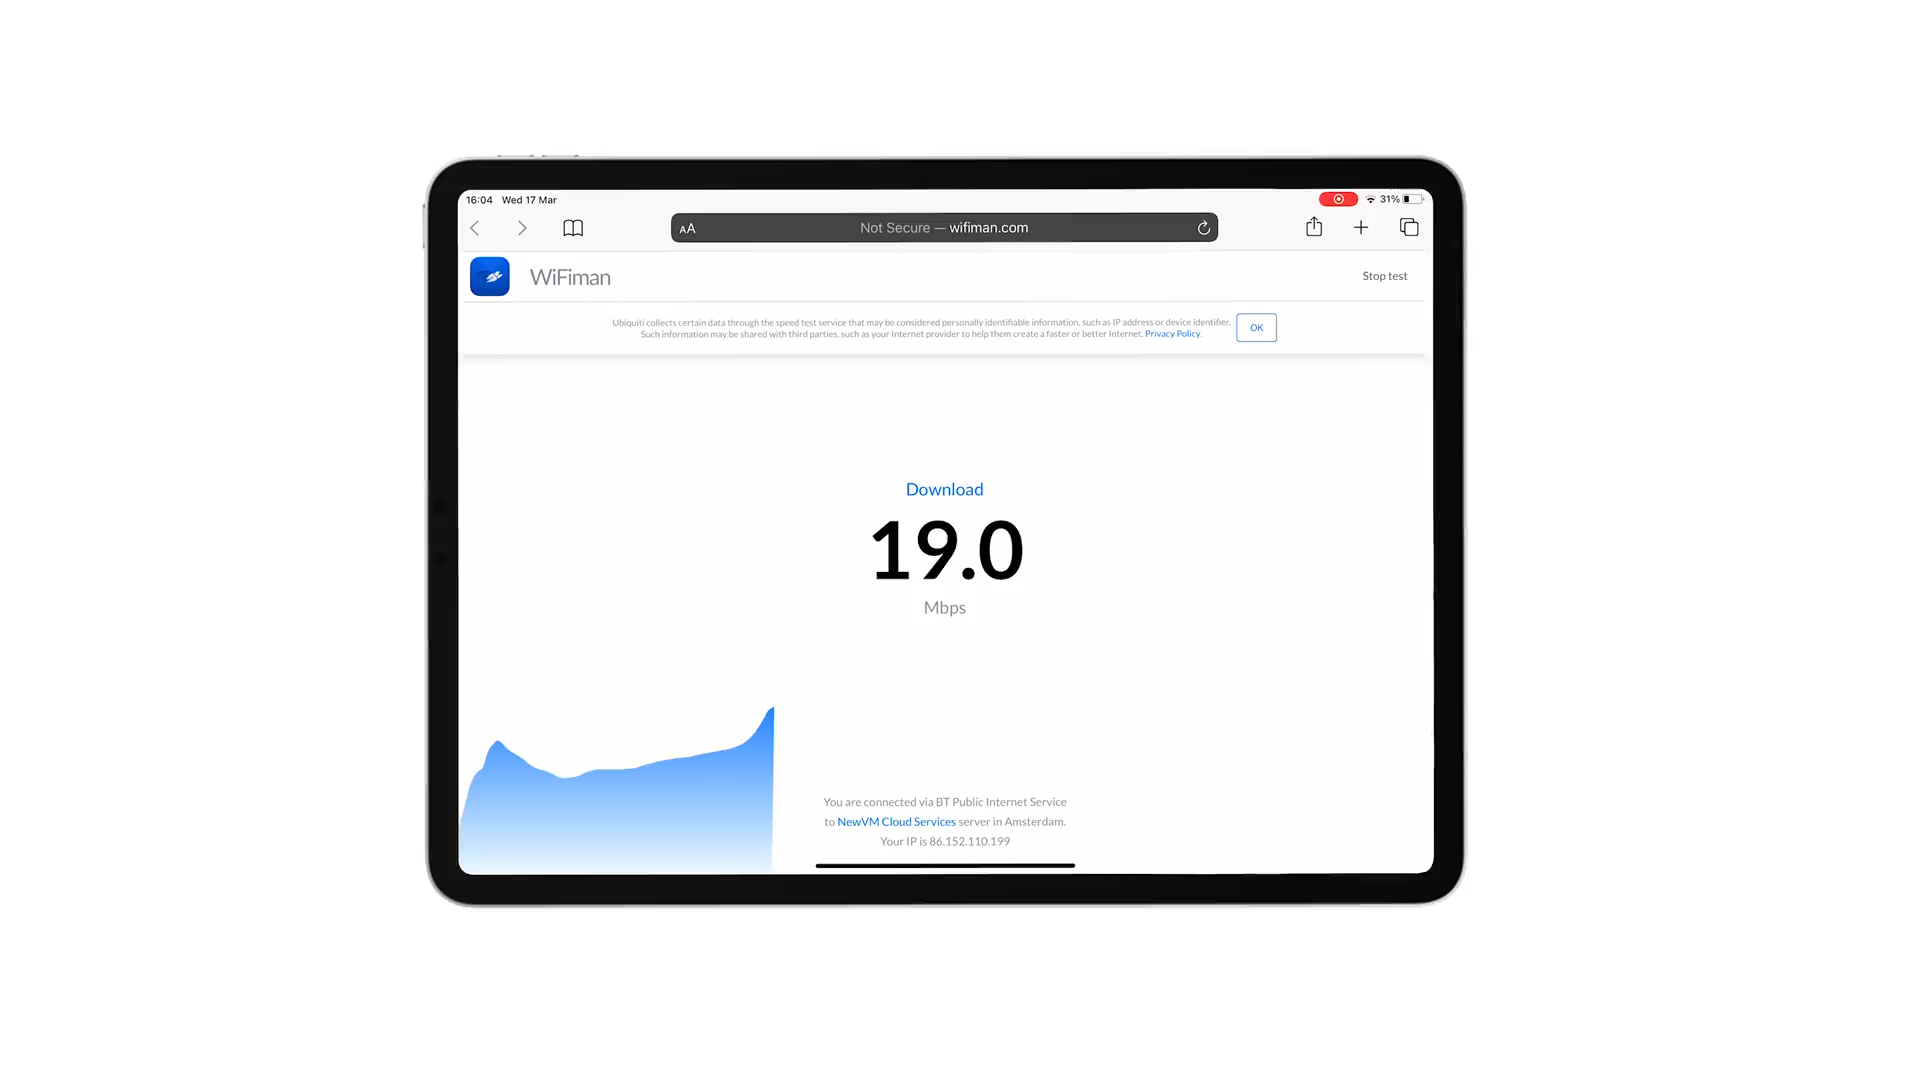 16:04 Wed 17 Mar
31%
AA
Not Secure — wifiman.com
WiFiman
Stop test
Ubiquiti collects certain data through the speed test service that may be considered personally identifiable information, such as IP address or device identifier.
Such information may be shared with third parties, such as your Internet provider to help them create a faster or better Internet. Privacy Policy.
OK
Download
19.0
Mbps
You are connected via BT Public Internet Service
to NewVM Cloud Services server in Amsterdam.
Your IP is 86.152.110.199